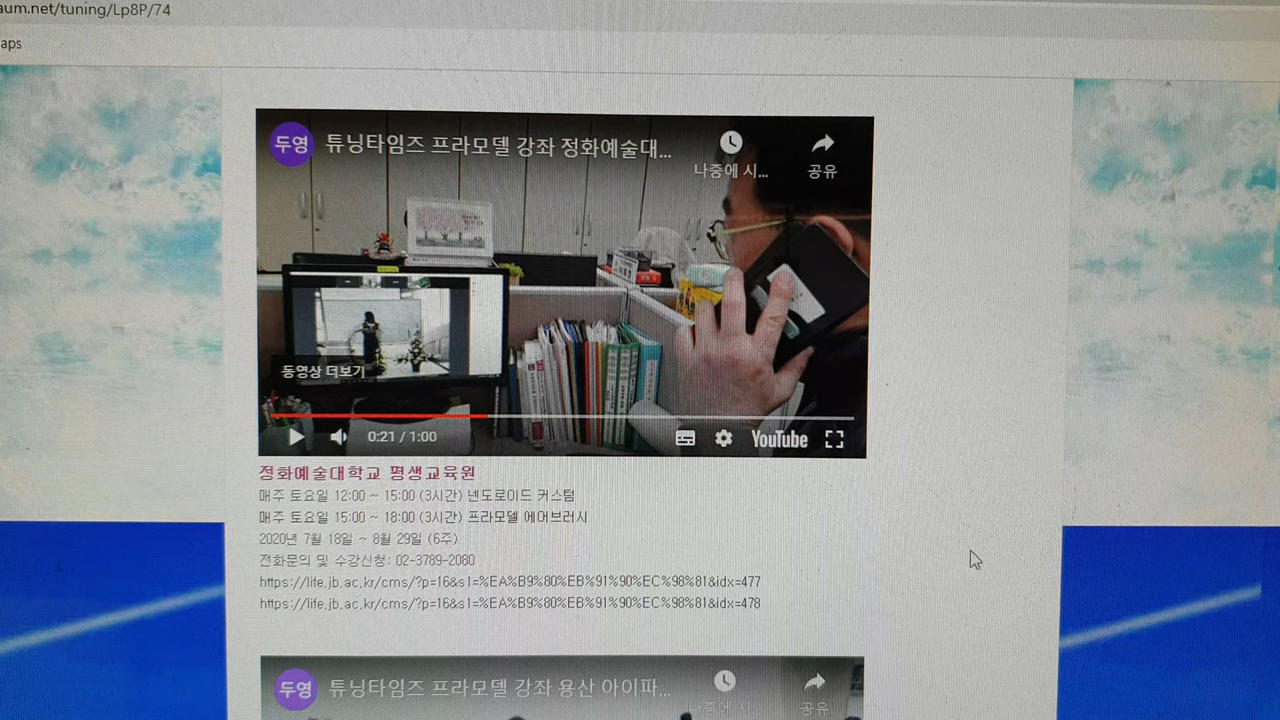 aum.net/tuning/Lp8P/74
aps
두영
튜닝타임즈 프라모델 강좌 정화예술대...
나중에 시...
공유
동영상 더보기
0:21 / 1:00
YouTube
정화예술대학교 평생교육원
매주 토요일 12:00 ~ 15:00 (3시간) 넨도로이드 커스텀
매주 토요일 15:00 ~ 18:00 (3시간) 프라모델 에어브러시
2020년 7월 18일 ~ 8월 29일 (6주)
전화문의 및 수강신청: 02-3789-2080
https://life.jb.ac.kr/cms/?p=16&s1=%EA%B9%80%EB%91%90%EC%98%81&idx=477
https://life.jb.ac.kr/cms/?p=16&s1=%EA%B9%80%EB%91%90%EC%98%81&idx=478
두영
튜닝타임즈 프라모델 강좌 용산 아이파...
나중에 시...
공유